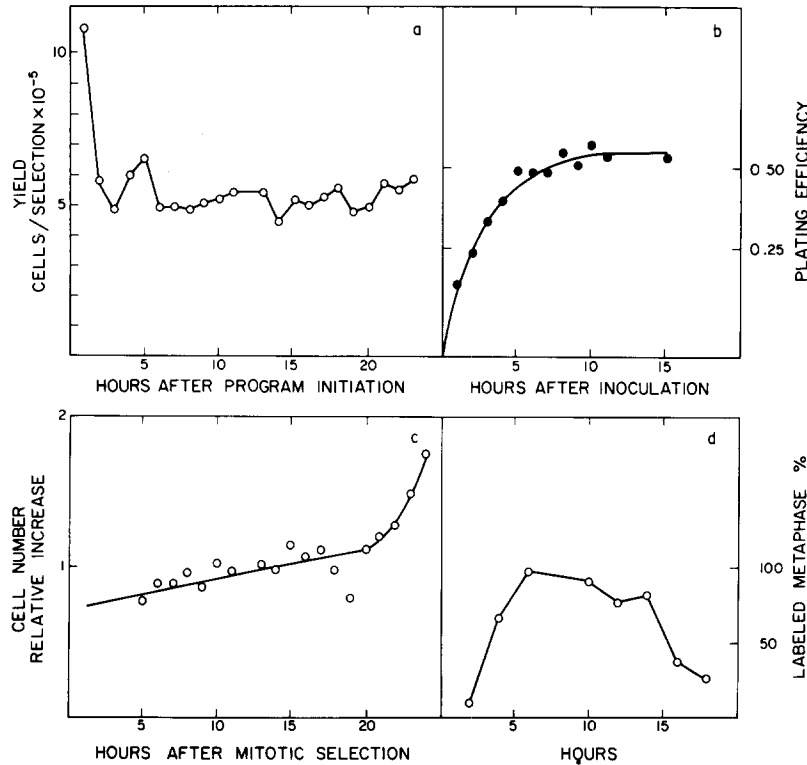 a
10
5
YIELD
CELLS/SELECTION×10⁻⁵
5
10
15
20
HOURS AFTER PROGRAM INITIATION
b
0.50
0.25
PLATING EFFICIENCY
5
10
15
HOURS AFTER INOCULATION
c
2
1
CELL NUMBER
RELATIVE INCREASE
5
10
15
20
HOURS AFTER MITOTIC SELECTION
d
100
50
LABELED METAPHASE %
5
10
15
HOURS